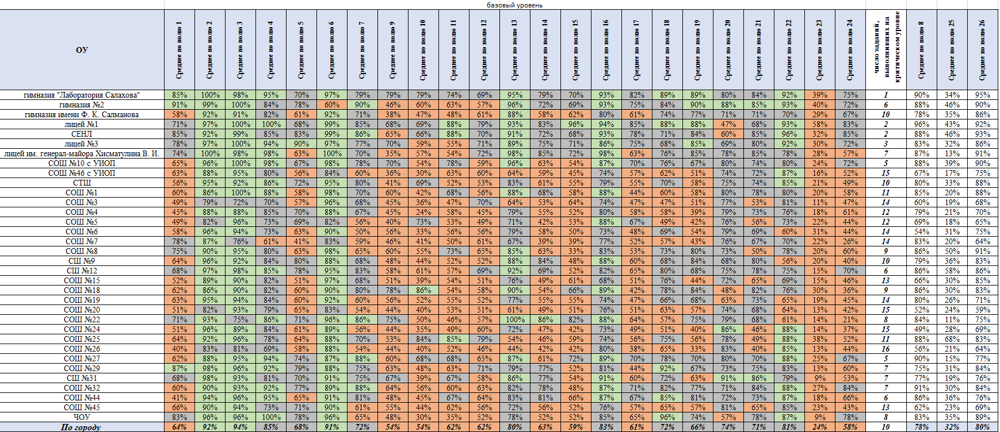 базовый уровень
ОУ Среднее по полю 1 Среднее по полю 2 Среднее по полю 3 Среднее по полю 4 Среднее по полю 5 Среднее по полю 6 Среднее по полю 7 Среднее по полю 9 Среднее по полю 10 Среднее по полю 11 Среднее по полю 12 Среднее по полю 13 Среднее по полю 14 Среднее по полю 15 Среднее по полю 16 Среднее по полю 17 Среднее по полю 18 Среднее по полю 19 Среднее по полю 20 Среднее по полю 21 Среднее по полю 22 Среднее по полю 23 Среднее по полю 24 число заданий, выполнивших на критическом уровне Среднее по полю 8 Среднее по полю 25 Среднее по полю 26
гимназия "Лаборатория Салахова" 85% 100% 98% 95% 70% 97% 79% 79% 79% 74% 69% 95% 79% 70% 93% 82% 89% 89% 80% 84% 92% 39% 75% 1 90% 34% 95%
гимназия №2 91% 99% 100% 84% 78% 60% 90% 46% 60% 63% 57% 96% 72% 69% 93% 75% 84% 90% 88% 85% 93% 40% 72% 6 88% 46% 90%
гимназия имени Ф. К. Салманова 58% 92% 91% 82% 61% 92% 71% 38% 47% 48% 61% 88% 58% 62% 80% 61% 74% 77% 71% 71% 70% 29% 67% 10 78% 35% 86%
лицей №1 71% 97% 100% 100% 68% 99% 85% 68% 69% 88% 79% 93% 83% 96% 94% 85% 88% 88% 47% 68% 93% 58% 83% 2 96% 43% 92%
СЕНЛ 85% 92% 99% 85% 83% 99% 86% 65% 66% 88% 70% 91% 72% 68% 93% 78% 71% 84% 60% 85% 96% 32% 85% 2 88% 46% 93%
лицей №3 78% 97% 100% 94% 90% 97% 77% 70% 59% 55% 71% 89% 75% 71% 86% 75% 68% 85% 69% 80% 92% 30% 72% 3 83% 32% 86%
лицей им. генерал-майора Хисматулина В. И. 74% 100% 98% 98% 63% 100% 70% 35% 57% 54% 72% 98% 85% 72% 98% 63% 76% 85% 78% 85% 78% 28% 57% 7 87% 13% 91%
СОШ №10 с УИОП 65% 96% 100% 98% 67% 98% 78% 70% 54% 78% 59% 96% 63% 54% 87% 70% 76% 67% 80% 74% 80% 24% 72% 5 88% 39% 90%
СОШ №46 с УИОП 63% 88% 95% 80% 56% 84% 60% 36% 30% 63% 60% 64% 59% 45% 74% 57% 62% 51% 74% 72% 87% 16% 52% 15 67% 17% 75%
СТШ 56% 95% 92% 86% 72% 95% 80% 41% 69% 52% 53% 83% 61% 55% 79% 55% 70% 58% 75% 74% 85% 21% 49% 10 80% 33% 88%
СОШ №1 60% 86% 100% 88% 58% 98% 70% 60% 42% 68% 56% 88% 68% 58% 88% 44% 60% 58% 80% 78% 80% 20% 58% 11 85% 20% 88%
СОШ №3 49% 79% 72% 70% 57% 96% 68% 45% 36% 47% 70% 64% 53% 64% 74% 47% 47% 51% 77% 53% 81% 11% 47% 14 60% 19% 68%
СОШ №4 45% 88% 88% 85% 70% 88% 67% 45% 24% 58% 45% 79% 55% 52% 80% 58% 58% 39% 79% 73% 76% 18% 61% 12 79% 21% 70%
СОШ №5 49% 82% 96% 73% 69% 82% 56% 40% 73% 53% 49% 71% 42% 53% 88% 67% 49% 42% 76% 56% 73% 22% 44% 12 69% 18% 65%
СОШ №6 58% 96% 94% 73% 63% 90% 50% 56% 33% 56% 56% 79% 58% 50% 73% 48% 69% 54% 79% 69% 60% 31% 44% 14 54% 31% 75%
СОШ №7 78% 87% 76% 61% 41% 83% 59% 46% 41% 50% 61% 67% 39% 39% 77% 52% 57% 43% 76% 67% 70% 22% 26% 14 83% 20% 64%
СОШ №8 75% 90% 95% 80% 63% 98% 65% 60% 55% 73% 65% 85% 63% 33% 83% 53% 73% 80% 73% 50% 78% 20% 60% 9 86% 50% 91%
СШ №9 64% 96% 92% 84% 80% 88% 68% 48% 44% 52% 52% 88% 84% 48% 88% 60% 68% 84% 68% 80% 56% 20% 40% 10 79% 36% 83%
СШ №12 68% 97% 98% 85% 78% 95% 83% 58% 61% 57% 69% 92% 69% 52% 82% 65% 80% 68% 75% 78% 75% 15% 70% 6 86% 58% 86%
СОШ №15 52% 89% 90% 82% 51% 97% 68% 51% 39% 54% 51% 76% 49% 61% 68% 51% 76% 44% 72% 65% 69% 15% 46% 13 66% 30% 85%
СОШ №18 62% 86% 90% 82% 60% 90% 80% 78% 86% 54% 58% 90% 54% 66% 89% 42% 78% 84% 48% 82% 76% 30% 36% 9 86% 30% 83%
СОШ №19 63% 95% 94% 84% 60% 92% 60% 56% 52% 55% 52% 77% 55% 55% 74% 47% 66% 68% 63% 73% 65% 19% 45% 14 80% 26% 71%
СОШ №20 51% 82% 93% 79% 65% 83% 54% 44% 40% 53% 51% 61% 49% 51% 76% 51% 63% 57% 74% 68% 64% 13% 42% 15 52% 24% 59%
СОШ №22 71% 93% 75% 86% 71% 96% 86% 75% 50% 46% 57% 100% 86% 82% 88% 64% 57% 75% 79% 68% 61% 14% 21% 8 84% 11% 75%
СОШ №24 51% 96% 89% 84% 61% 89% 56% 44% 35% 49% 60% 72% 47% 42% 73% 49% 51% 40% 86% 46% 88% 14% 37% 15 49% 28% 69%
СОШ №25 64% 92% 96% 78% 64% 88% 70% 53% 84% 85% 79% 54% 46% 59% 74% 56% 75% 56% 78% 49% 88% 38% 52% 11 88% 68% 83%
СОШ №26 40% 83% 81% 69% 58% 88% 54% 44% 40% 52% 46% 44% 42% 42% 80% 38% 65% 33% 83% 40% 85% 13% 44% 16 56% 21% 64%
СОШ №27 62% 88% 95% 94% 74% 87% 88% 60% 68% 68% 65% 87% 61% 72% 89% 70% 78% 70% 80% 70% 88% 25% 67% 5 90% 15% 77%
СОШ №29 87% 98% 96% 92% 79% 88% 75% 63% 48% 63% 71% 79% 77% 52% 81% 44% 92% 67% 73% 75% 83% 13% 60% 7 75% 31% 84%
СШ №31 68% 98% 93% 81% 70% 91% 75% 67% 39% 67% 58% 86% 77% 54% 91% 60% 72% 63% 91% 86% 79% 9% 53% 7 77% 19% 76%
СОШ №32 60% 90% 93% 92% 77% 89% 88% 64% 56% 60% 63% 82% 78% 48% 87% 71% 82% 77% 71% 84% 88% 27% 84% 7 91% 30% 84%
СОШ №44 41% 94% 96% 95% 65% 91% 81% 48% 45% 67% 64% 83% 81% 66% 87% 67% 85% 81% 72% 73% 87% 18% 66% 6 86% 36% 76%
СОШ №45 66% 90% 94% 73% 71% 90% 61% 55% 44% 62% 56% 72% 56% 52% 76% 57% 65% 57% 81% 65% 85% 23% 43% 13 62% 23% 69%
ЧОУ 83% 96% 96% 100% 78% 96% 65% 48% 30% 35% 52% 78% 52% 52% 85% 65% 96% 74% 57% 78% 87% 9% 78% 8 83% 35% 89%
По городу 64% 92% 94% 85% 68% 91% 72% 54% 54% 62% 62% 80% 63% 59% 83% 61% 72% 66% 74% 71% 81% 24% 58% 10 78% 32% 80%